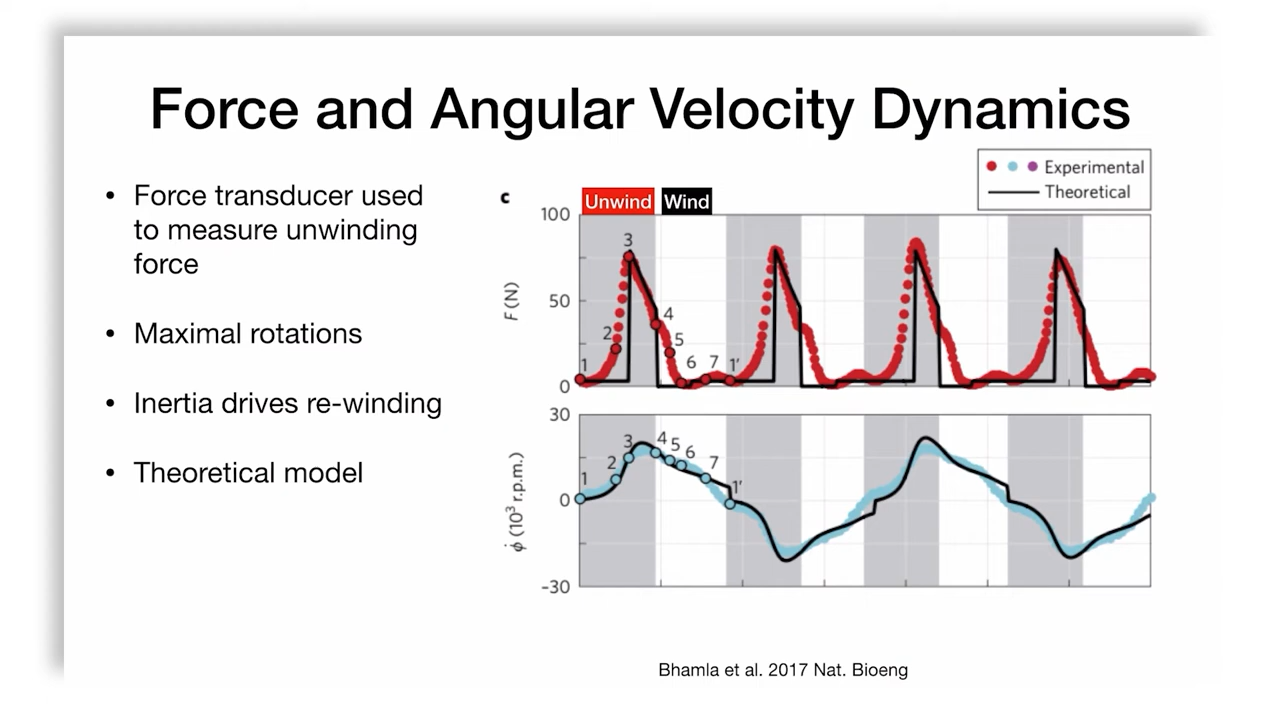 Force and Angular Velocity Dynamics
• Force transducer used
to measure unwinding
force
• Maximal rotations
• Inertia drives re-winding
• Theoretical model
Experimental
Theoretical
c
Unwind Wind
100
50
0
F (N)
1 2 3 4 5 6 7 1'
30
0
-30
ϕ̇ (10³ r.p.m.)
1 2 3 4 5 6 7 1'
Bhamla et al. 2017 Nat. Bioeng